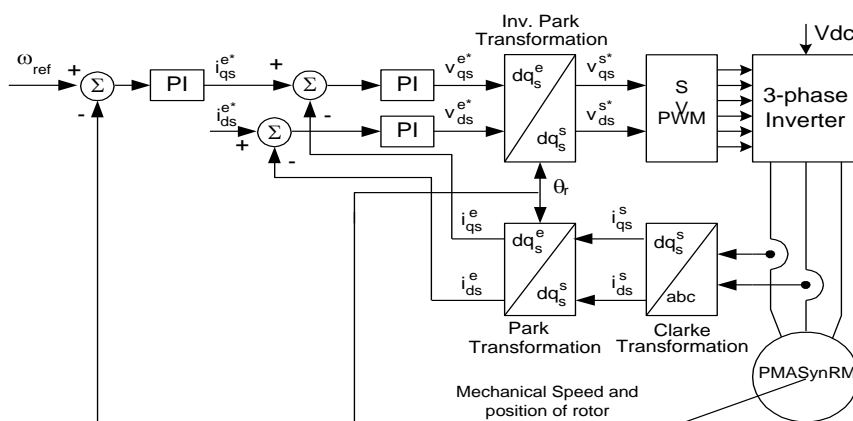 Inv. Park
Transformation
Vdc
ω_ref
+
Σ
-
PI
i_qs^e*
+
Σ
-
PI
v_qs^e*
dq_s^e
dq_s^s
v_qs^s*
S
V
PWM
3-phase
Inverter
i_ds^e*
+
Σ
-
PI
v_ds^e*
v_ds^s*
θ_r
i_qs^e
dq_s^e
dq_s^s
i_qs^s
dq_s^s
abc
i_ds^e
i_ds^s
Park
Transformation
Clarke
Transformation
PMASynRM
Mechanical Speed and
position of rotor